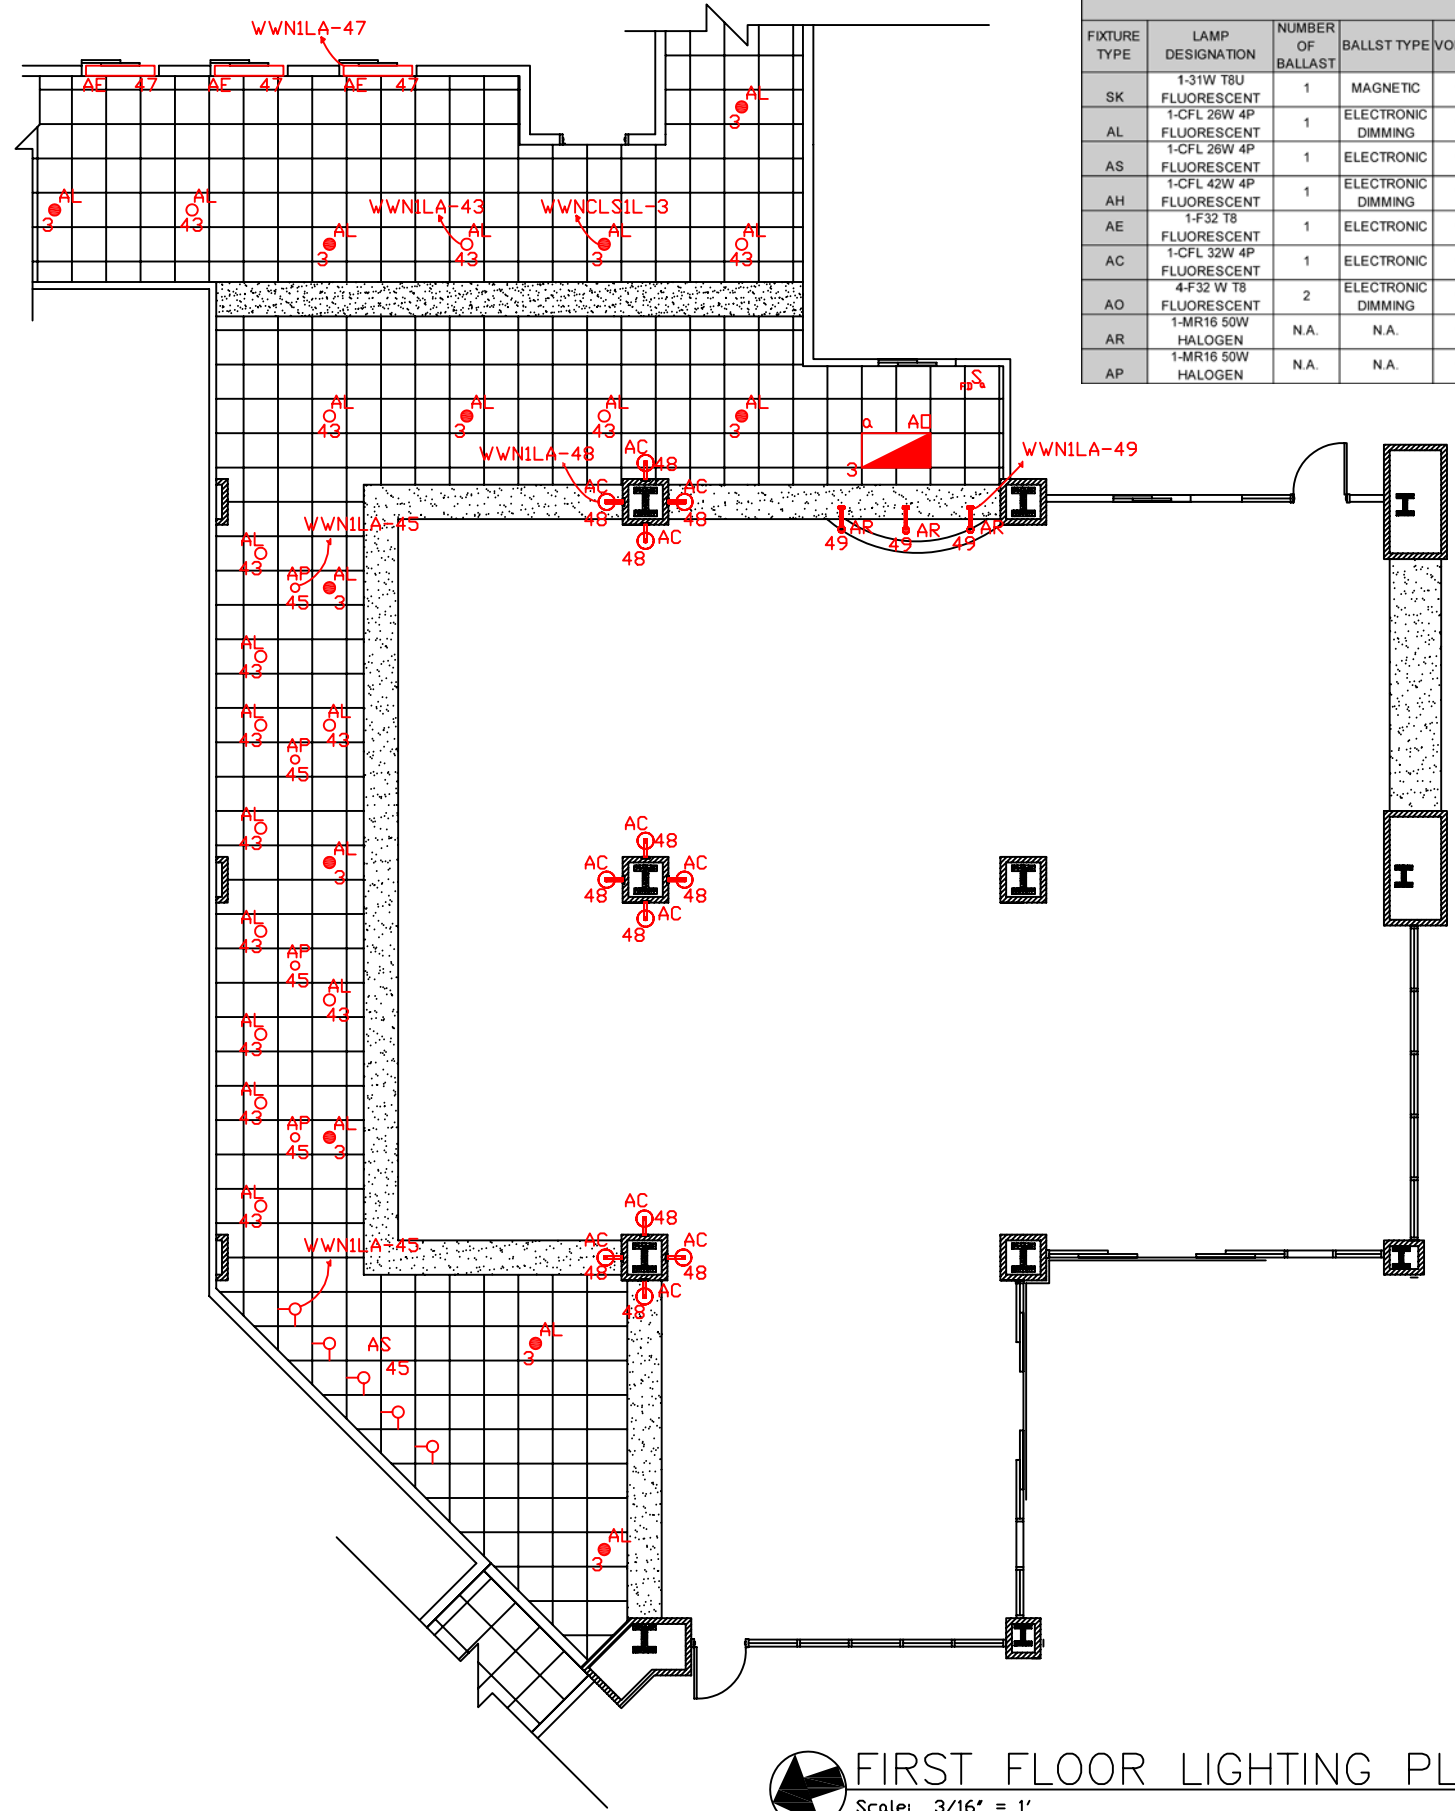 WWN1LA-47
AE 47 AE 47 AE 47
AL
3
AL
3
AL
43
AL
3
WWN1LA-43
AL
43
WWNCLS1L-3
AL
3
AL
43
FIXTURE TYPE LAMP DESIGNATION NUMBER OF BALLAST BALLST TYPE
SK 1-31W T8U FLUORESCENT 1 MAGNETIC
AL 1-CFL 26W 4P FLUORESCENT 1 ELECTRONIC DIMMING
AS 1-CFL 26W 4P FLUORESCENT 1 ELECTRONIC
AH 1-CFL 42W 4P FLUORESCENT 1 ELECTRONIC DIMMING
AE 1-F32 T8 FLUORESCENT 1 ELECTRONIC
AC 1-CFL 32W 4P FLUORESCENT 1 ELECTRONIC
AO 4-F32 W T8 FLUORESCENT 2 ELECTRONIC DIMMING
AR 1-MR16 50W HALOGEN N.A. N.A.
AP 1-MR16 50W HALOGEN N.A. N.A.
AL
43
AL
3
AL
43
AL
3
a AO
3
S
WWN1LA-48
WWN1LA-49
AC
48
AC
48
AC
48
AC
48
AR
49
AR
49
AR
49
WWN1LA-45
AL
43
AP
45
AL
3
AL
43
AL
43
AL
43
AP
45
AL
43
AL
3
AC
48
AC
48
AC
48
AC
48
AL
43
AP
45
AL
43
AL
43
AL
43
AP
45
AL
3
AL
43
WWN1LA-45
AC
48
AC
48
AC
48
AC
48
AS
45
AL
3
AL
3
FIRST FLOOR LIGHTING PL
Scale: 3/16" = 1'